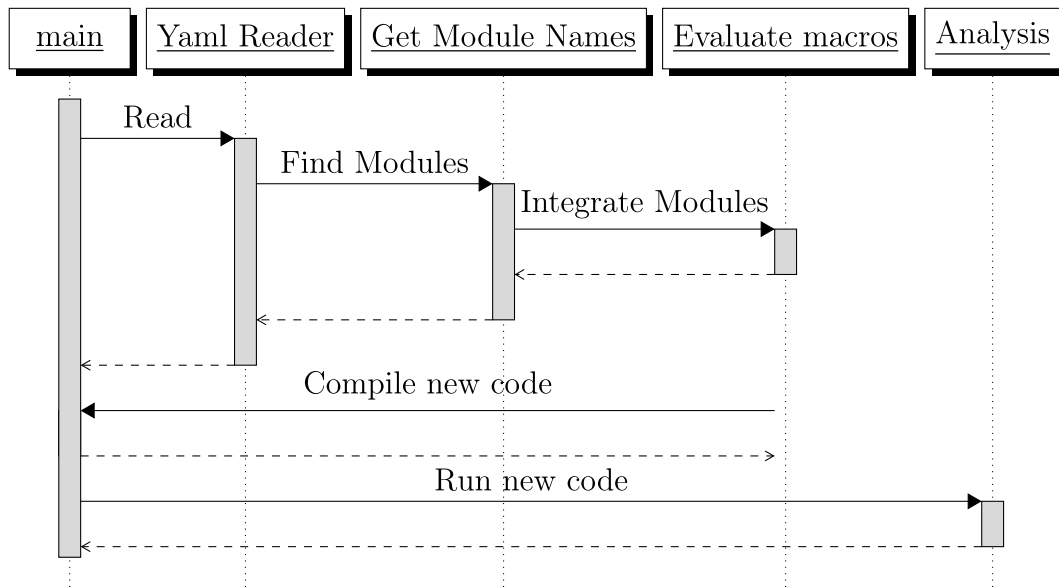 main
Yaml Reader
Get Module Names
Evaluate macros
Analysis
Read
Find Modules
Integrate Modules
Compile new code
Run new code